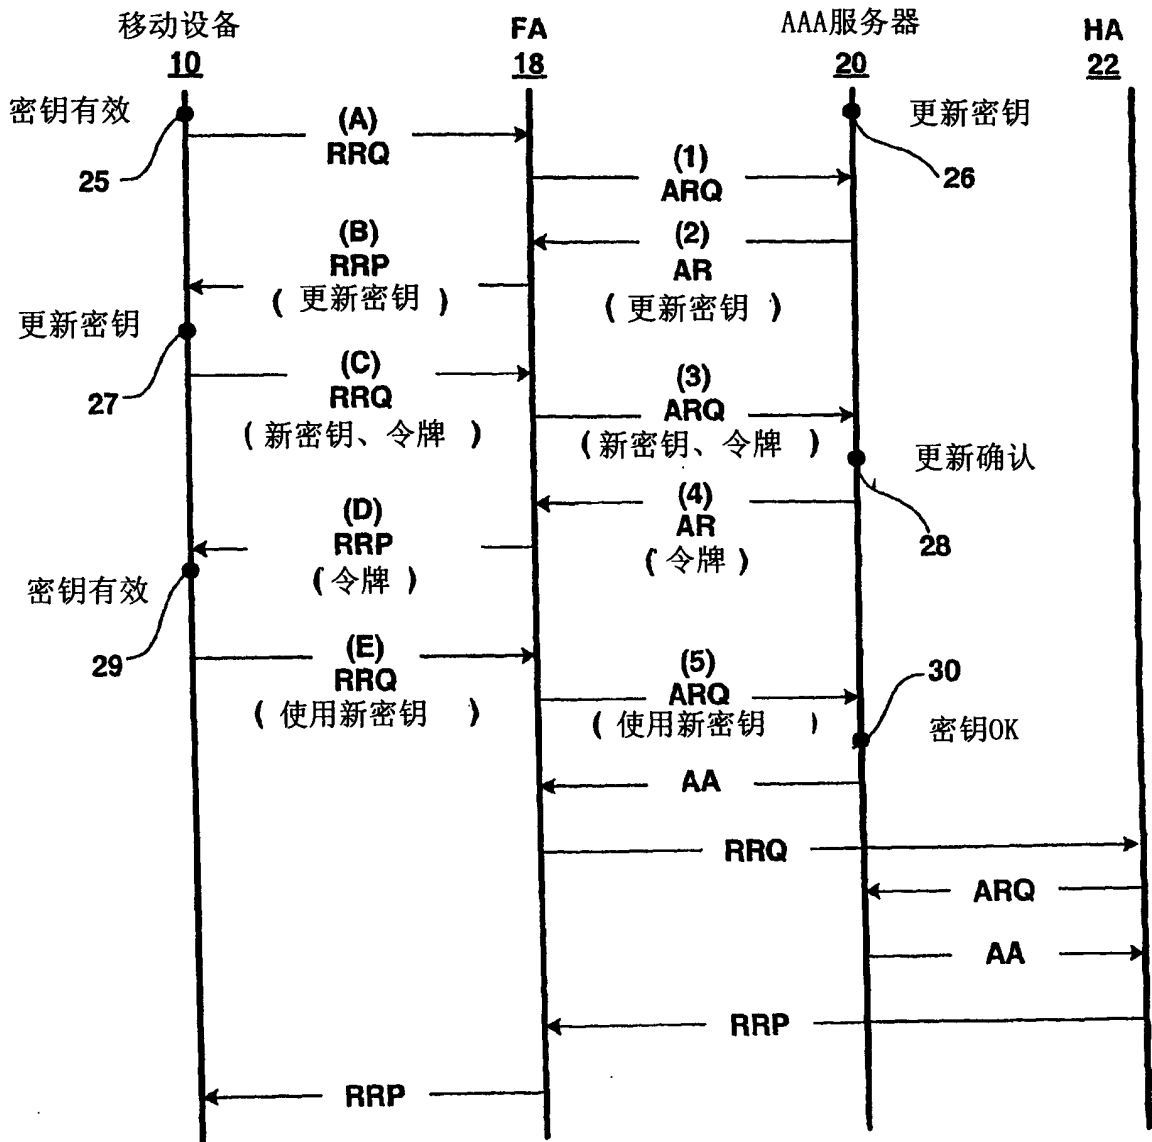 移动设备 FA AAA服务器 HA
10 18 20 22
密钥有效 更新密钥
(A)
RRQ
25 26
(1)
ARQ
(B)
RRP
(更新密钥)
(2)
AR
(更新密钥)
更新密钥
27
(C)
RRQ
(新密钥、令牌)
(3)
ARQ
(新密钥、令牌)
更新确认
28
(D)
RRP
(令牌)
(4)
AR
(令牌)
密钥有效
29
(E)
RRQ
(使用新密钥)
(5)
ARQ
(使用新密钥)
30
密钥OK
AA
RRQ
ARQ
AA
RRP
RRP